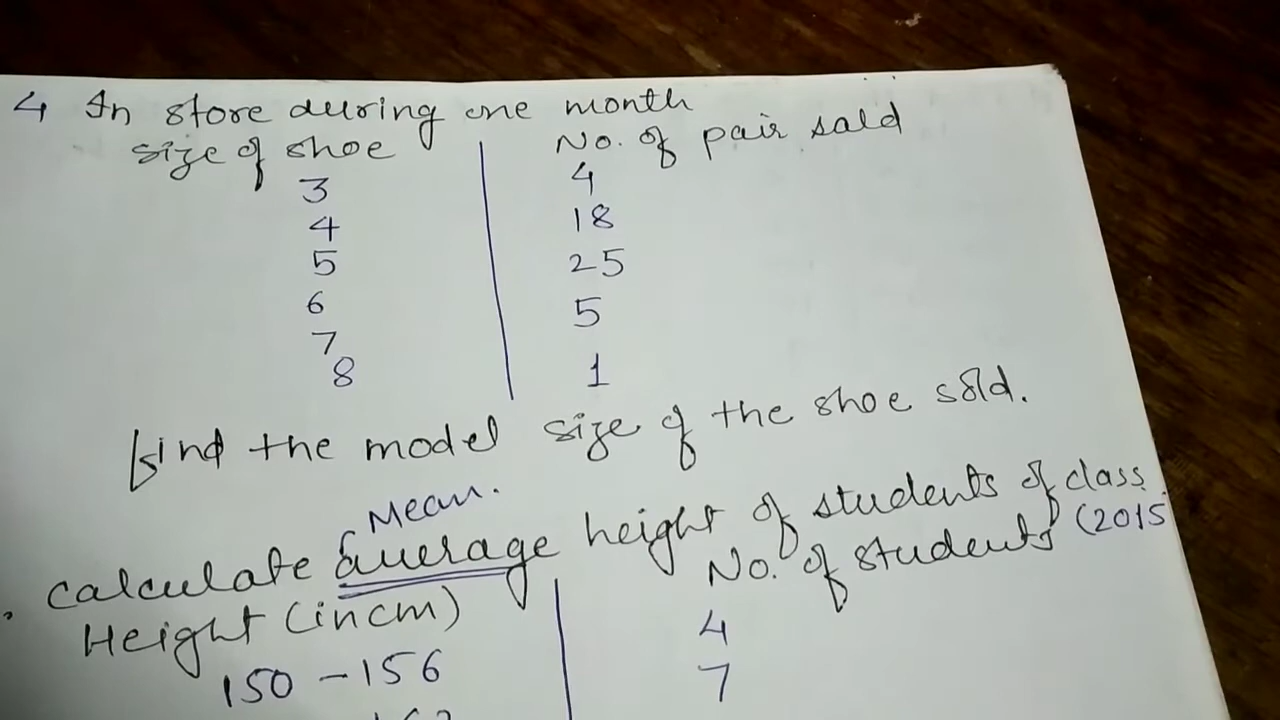 4 In store during one month
size of shoe No. of pair sald
3 4
4 18
5 25
6 5
7
8 1
find the model size of the shoe sold.
Mean.
calculate average height of students of class
Height (in cm) No. of students (2015
4
150 - 156 7